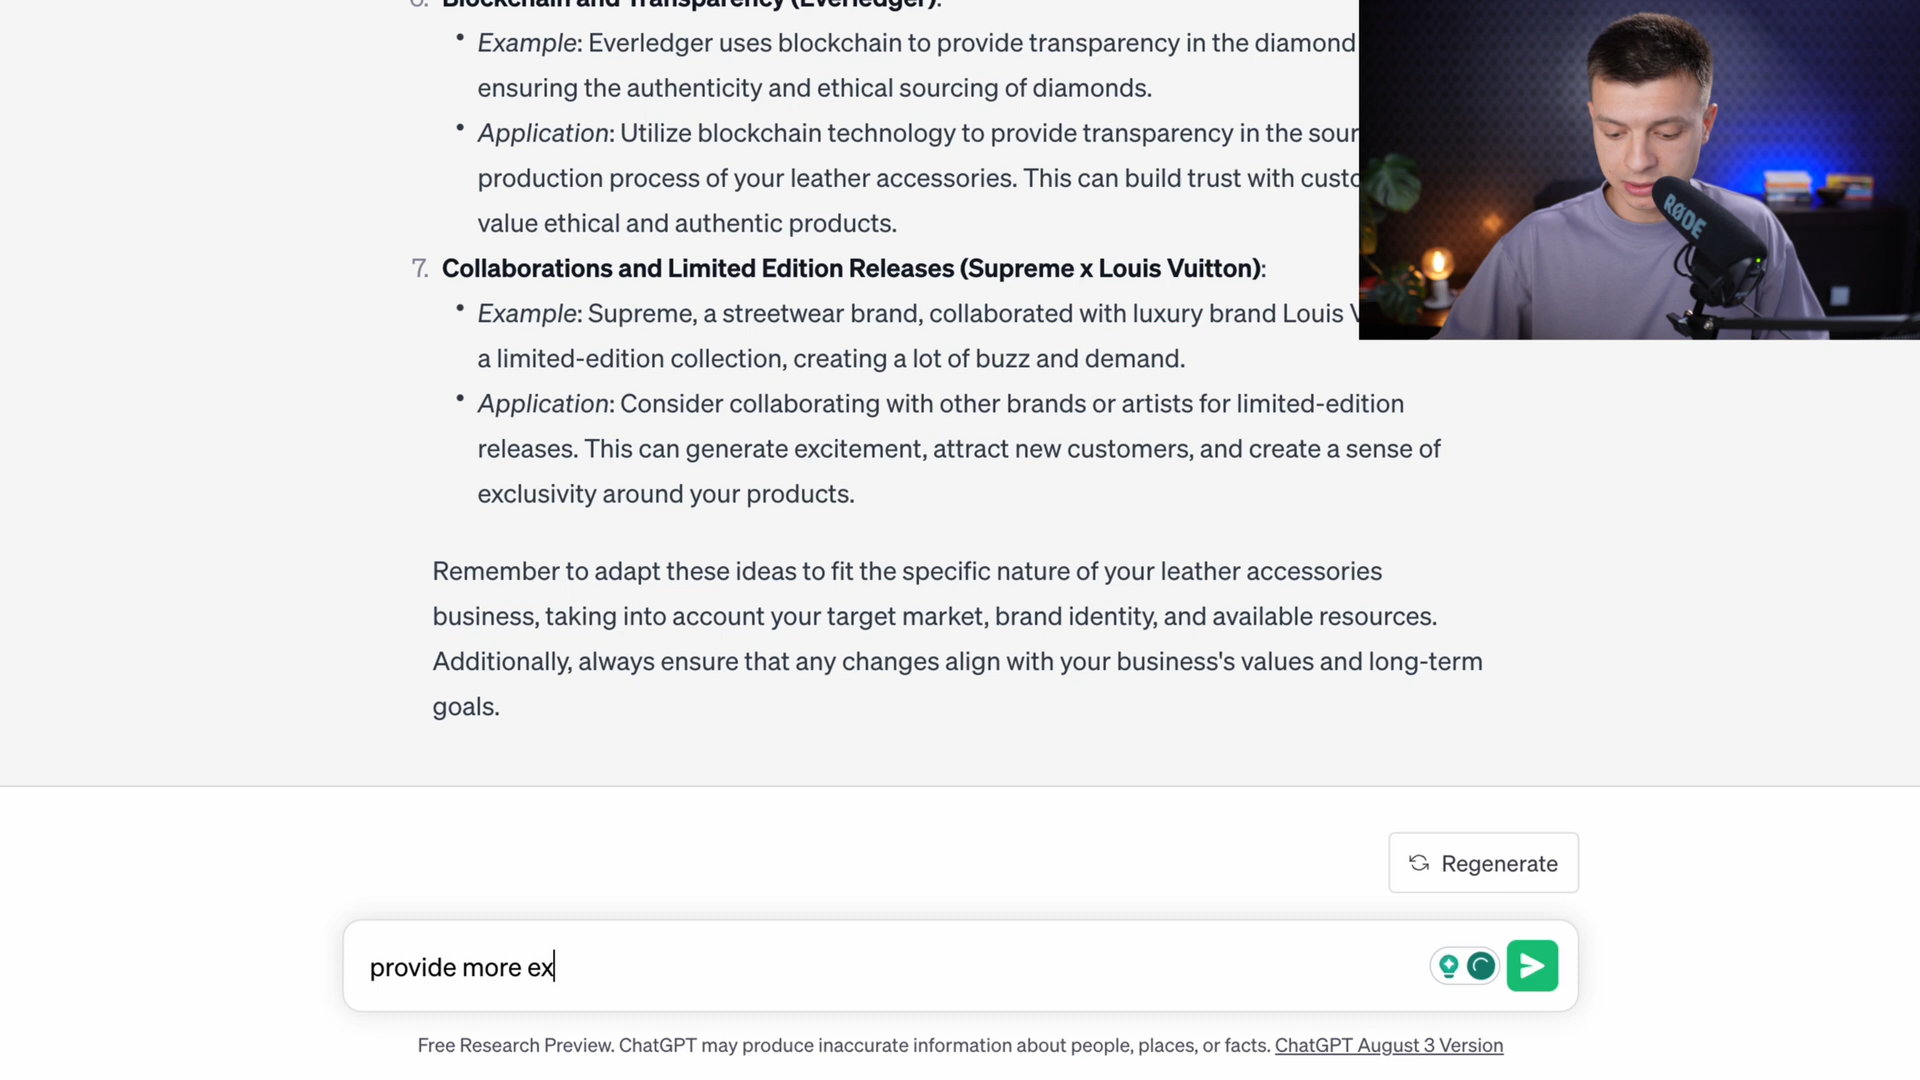 6. Blockchain and Transparency (Everledger):
• Example: Everledger uses blockchain to provide transparency in the diamond
ensuring the authenticity and ethical sourcing of diamonds.
• Application: Utilize blockchain technology to provide transparency in the
production process of your leather accessories. This can build trust with
value ethical and authentic products.
7. Collaborations and Limited Edition Releases (Supreme x Louis Vuitton):
• Example: Supreme, a streetwear brand, collaborated with luxury brand Louis
a limited-edition collection, creating a lot of buzz and demand.
• Application: Consider collaborating with other brands or artists for limited-edition
releases. This can generate excitement, attract new customers, and create a sense of
exclusivity around your products.
Remember to adapt these ideas to fit the specific nature of your leather accessories
business, taking into account your target market, brand identity, and available resources.
Additionally, always ensure that any changes align with your business's values and long-term
goals.
RØDE
Regenerate
provide more ex
Free Research Preview. ChatGPT may produce inaccurate information about people, places, or facts. ChatGPT August 3 Version